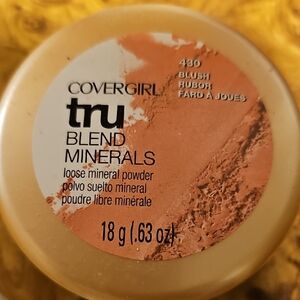 COVERGIRL
tru
BLEND
MINERALS
loose mineral powder
polvo suelto mineral
poudre libre minérale
18 g (.63 oz)
430
BLUSH
RUBOR
FARD À JOUES